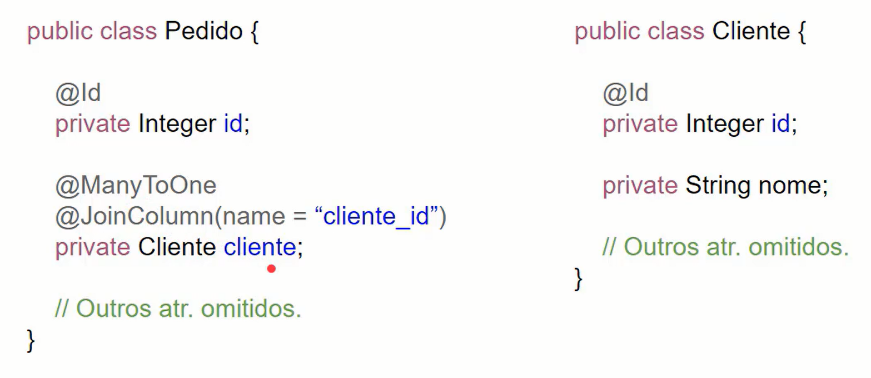 public class Pedido {
@Id
private Integer id;
@ManyToOne
@JoinColumn(name = “cliente_id”)
private Cliente cliente;
// Outros atr. omitidos.
}
public class Cliente {
@Id
private Integer id;
private String nome;
// Outros atr. omitidos.
}